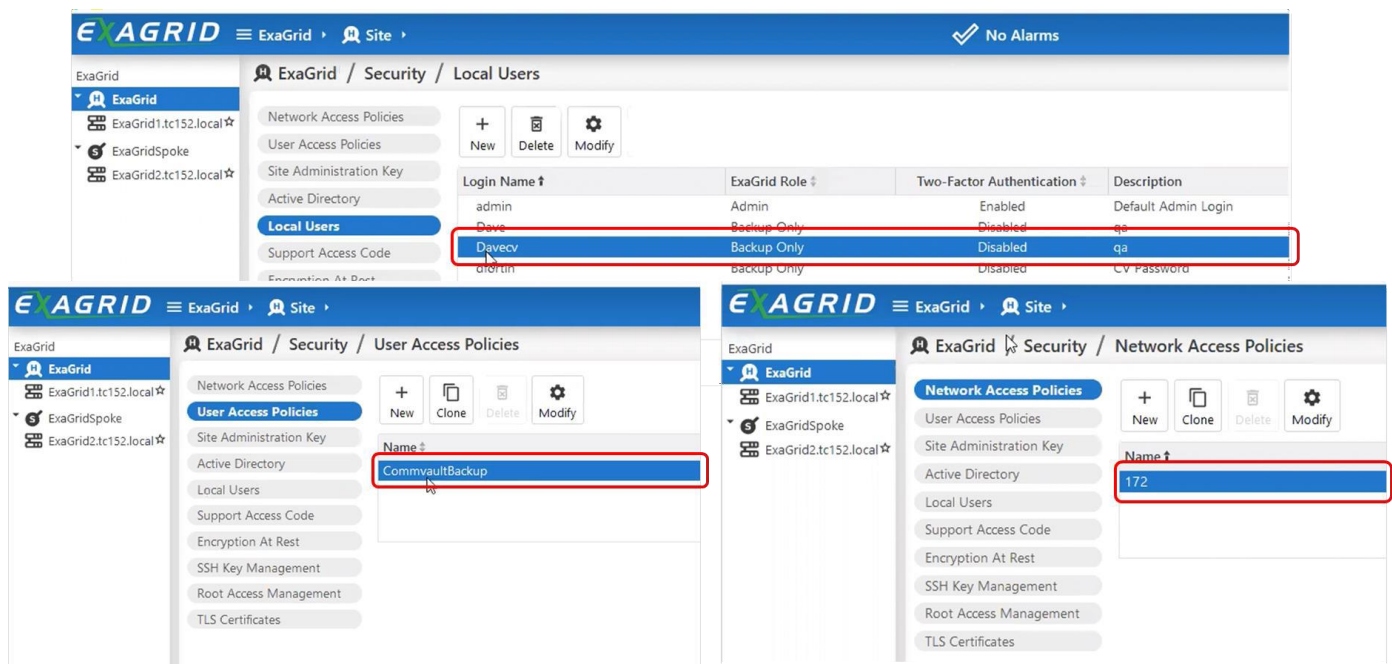 EXAGRID ExaGrid Site No Alarms
ExaGrid
ExaGrid
ExaGrid1.tc152.local
ExaGridSpoke
ExaGrid2.tc152.local
ExaGrid / Security / Local Users
Network Access Policies
User Access Policies
Site Administration Key
Active Directory
Local Users
Support Access Code
Encryption At Rest
New Delete Modify
Login Name ExaGrid Role Two-Factor Authentication Description
admin Admin Enabled Default Admin Login
Dave Backup Only Disabled qa
Davecv Backup Only Disabled qa
dfortin Backup Only Disabled CV Password
EXAGRID ExaGrid Site
ExaGrid
ExaGrid
ExaGrid1.tc152.local
ExaGridSpoke
ExaGrid2.tc152.local
ExaGrid / Security / User Access Policies
Network Access Policies
User Access Policies
Site Administration Key
Active Directory
Local Users
Support Access Code
Encryption At Rest
SSH Key Management
Root Access Management
TLS Certificates
New Clone Delete Modify
Name
CommvaultBackup
EXAGRID ExaGrid Site
ExaGrid
ExaGrid
ExaGrid1.tc152.local
ExaGridSpoke
ExaGrid2.tc152.local
ExaGrid Security / Network Access Policies
Network Access Policies
User Access Policies
Site Administration Key
Active Directory
Local Users
Support Access Code
Encryption At Rest
SSH Key Management
Root Access Management
TLS Certificates
New Clone Delete Modify
Name
172